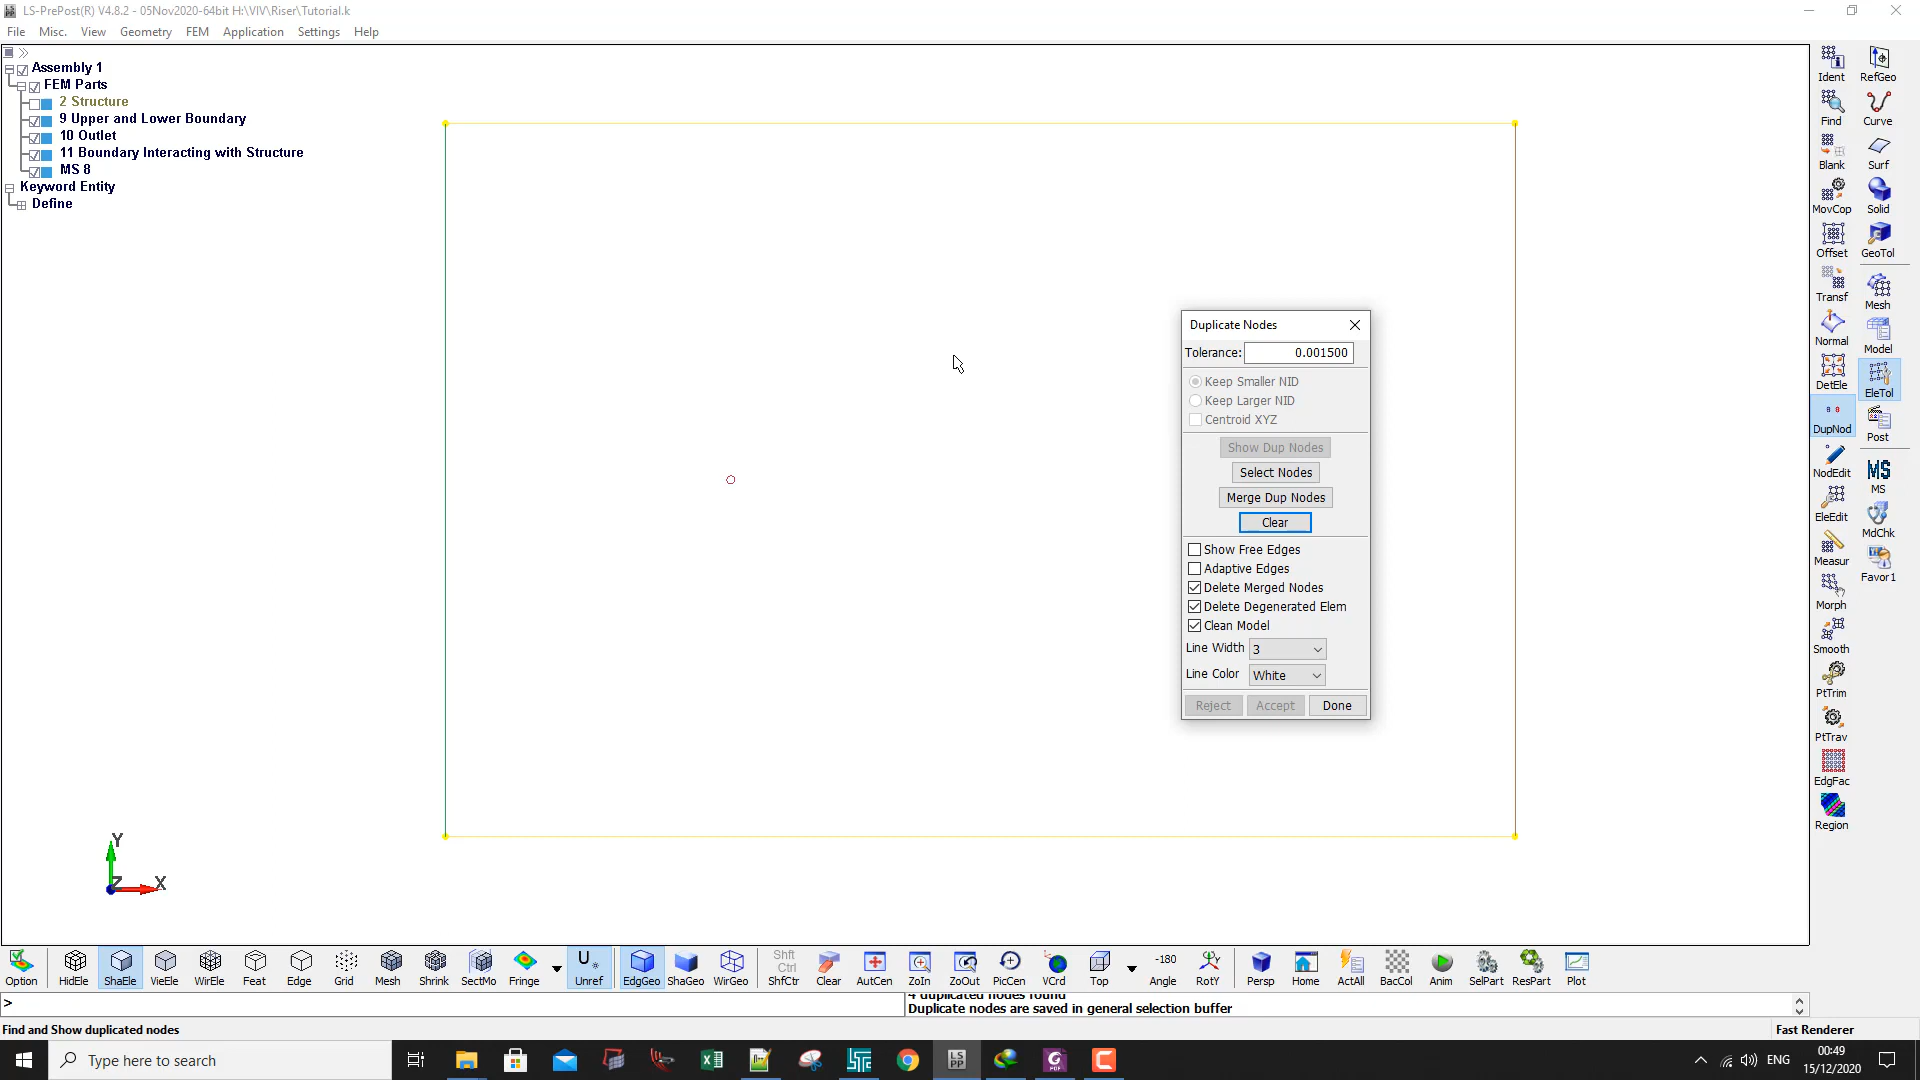 LS-PrePost(R) V4.8.2 - 05Nov2020-64bit H:\VIV\Riser\Tutorial.k
File Misc. View Geometry FEM Application Settings Help
Assembly 1
FEM Parts
2 Structure
9 Upper and Lower Boundary
10 Outlet
11 Boundary Interacting with Structure
MS 8
Keyword Entity
Define
Duplicate Nodes
Tolerance: 0.001500
Keep Smaller NID
Keep Larger NID
Centroid XYZ
Show Dup Nodes
Select Nodes
Merge Dup Nodes
Clear
Show Free Edges
Adaptive Edges
Delete Merged Nodes
Delete Degenerated Elem
Clean Model
Line Width 3
Line Color White
Reject Accept Done
Ident RefGeo
Find Curve
Blank Surf
MovCop Solid
Offset GeoTol
Transf Mesh
Normal Model
DetEle EleTol
DupNod Post
NodEdit MS
MS
EleEdit MdChk
Measur Favor1
Morph
Smooth
PtTrim
PtTrav
EdgFac
Region
Y
Z X
Shft
Ctrl
U
-180
Option HidEle ShaEle VieEle WirEle Feat Edge Grid Mesh Shrink SectMo Fringe Unref EdgGeo ShaGeo WirGeo ShfCtr Clear AutCen ZoIn ZoOut PicCen VCrd Top Angle RotY Persp Home ActAll BacCol Anim SelPart ResPart Plot
>
4 duplicated nodes found
Duplicate nodes are saved in general selection buffer
Find and Show duplicated nodes
Fast Renderer
Type here to search
LS
PP
ENG
00:49
15/12/2020